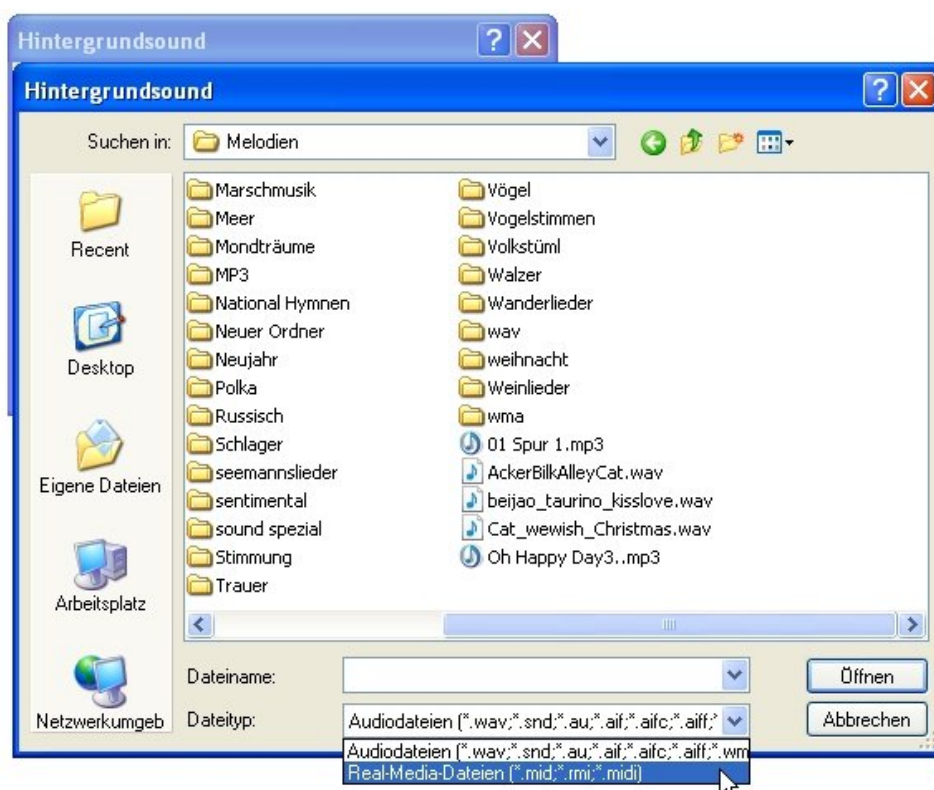 Hintergrundsound
Hintergrundsound
Suchen in: Melodien
Recent
Desktop
Eigene Dateien
Arbeitsplatz
Netzwerkumgeb
Marschmusik
Meer
Mondträume
MP3
National Hymnen
Neuer Ordner
Neujahr
Polka
Russisch
Schlager
seemannslieder
sentimental
sound spezial
Stimmung
Trauer
Vögel
Vogelstimmen
Volkstüml
Walzer
Wanderlieder
wav
weihnacht
Weinlieder
wma
01 Spur 1.mp3
AckerBilkAlleyCat.wav
beijao_taurino_kisslove.wav
Cat_wewish_Christmas.wav
Oh Happy Day3..mp3
Dateiname:
Öffnen
Dateityp: Audiodateien (*.wav;*.snd;*.au;*.aif;*.aifc;*.aiff;*
Abbrechen
Audiodateien (*.wav;*.snd;*.au;*.aif;*.aifc;*.aiff;*.wm
Real-Media-Dateien (*.mid;*.rmi;*.midi)